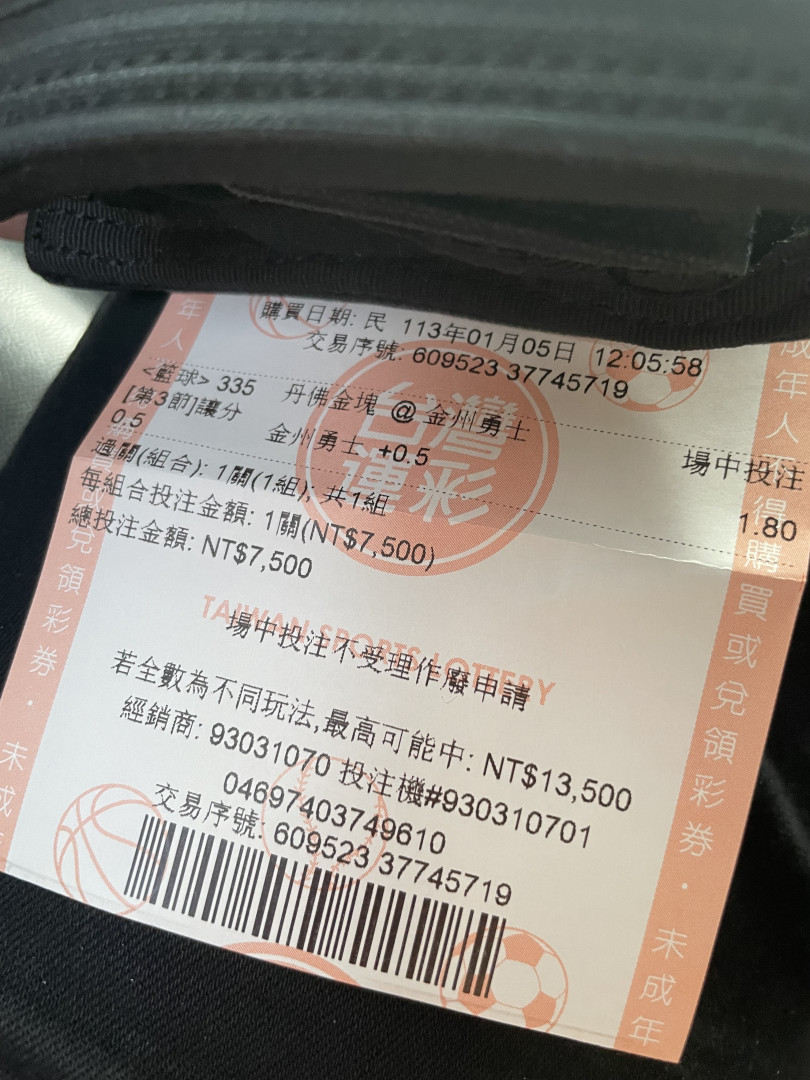 購買日期: 民 113年01月05日 12:05:58
交易序號: 609523 37745719
<籃球> 335 丹佛金塊 @ 金州勇士 場中投注
[第3節]讓分 金州勇士 +0.5 1.80
0.5
過關(組合): 1關(1組); 共1組
每組合投注金額: 1關(NT$7,500)
總投注金額: NT$7,500
台灣運彩
TAIWAN SPORTS LOTTERY
場中投注不受理作廢申請
若全數為不同玩法,最高可能中: NT$13,500
經銷商: 93031070 投注機#930310701
04697403749610
交易序號: 609523 37745719
年人
或兌領彩券・未成
成年人不得購買或兌領彩券・未成年